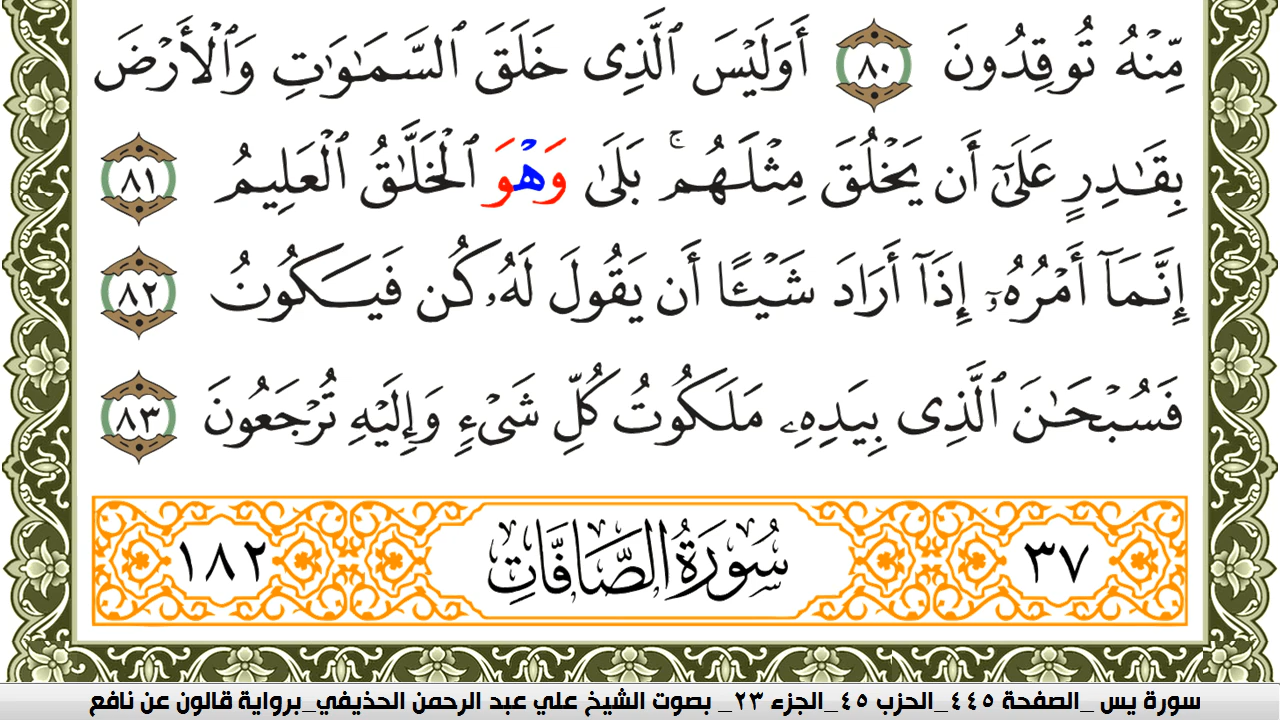 مِّنْهُ تُوقِدُونَ ٨٠ أَوَلَيْسَ ٱلَّذِى خَلَقَ ٱلسَّمَٰوَٰتِ وَٱلْأَرْضَ
بِقَٰدِرٍ عَلَىٰٓ أَن يَخْلُقَ مِثْلَهُم ۚ بَلَىٰ وَهْوَ ٱلْخَلَّٰقُ ٱلْعَلِيمُ ٨١
إِنَّمَآ أَمْرُهُۥٓ إِذَآ أَرَادَ شَيْـًٔا أَن يَقُولَ لَهُۥ كُن فَيَكُونُ ٨٢
فَسُبْحَٰنَ ٱلَّذِى بِيَدِهِۦ مَلَكُوتُ كُلِّ شَىْءٍ وَإِلَيْهِ تُرْجَعُونَ ٨٣
٣٧ سُورَةُ الصَّافَّاتِ ١٨٢
سورة يس _الصفحة ٤٤٥_الحزب ٤٥_الجزء ٢٣_ بصوت الشيخ علي عبد الرحمن الحذيفي_برواية قالون عن نافع